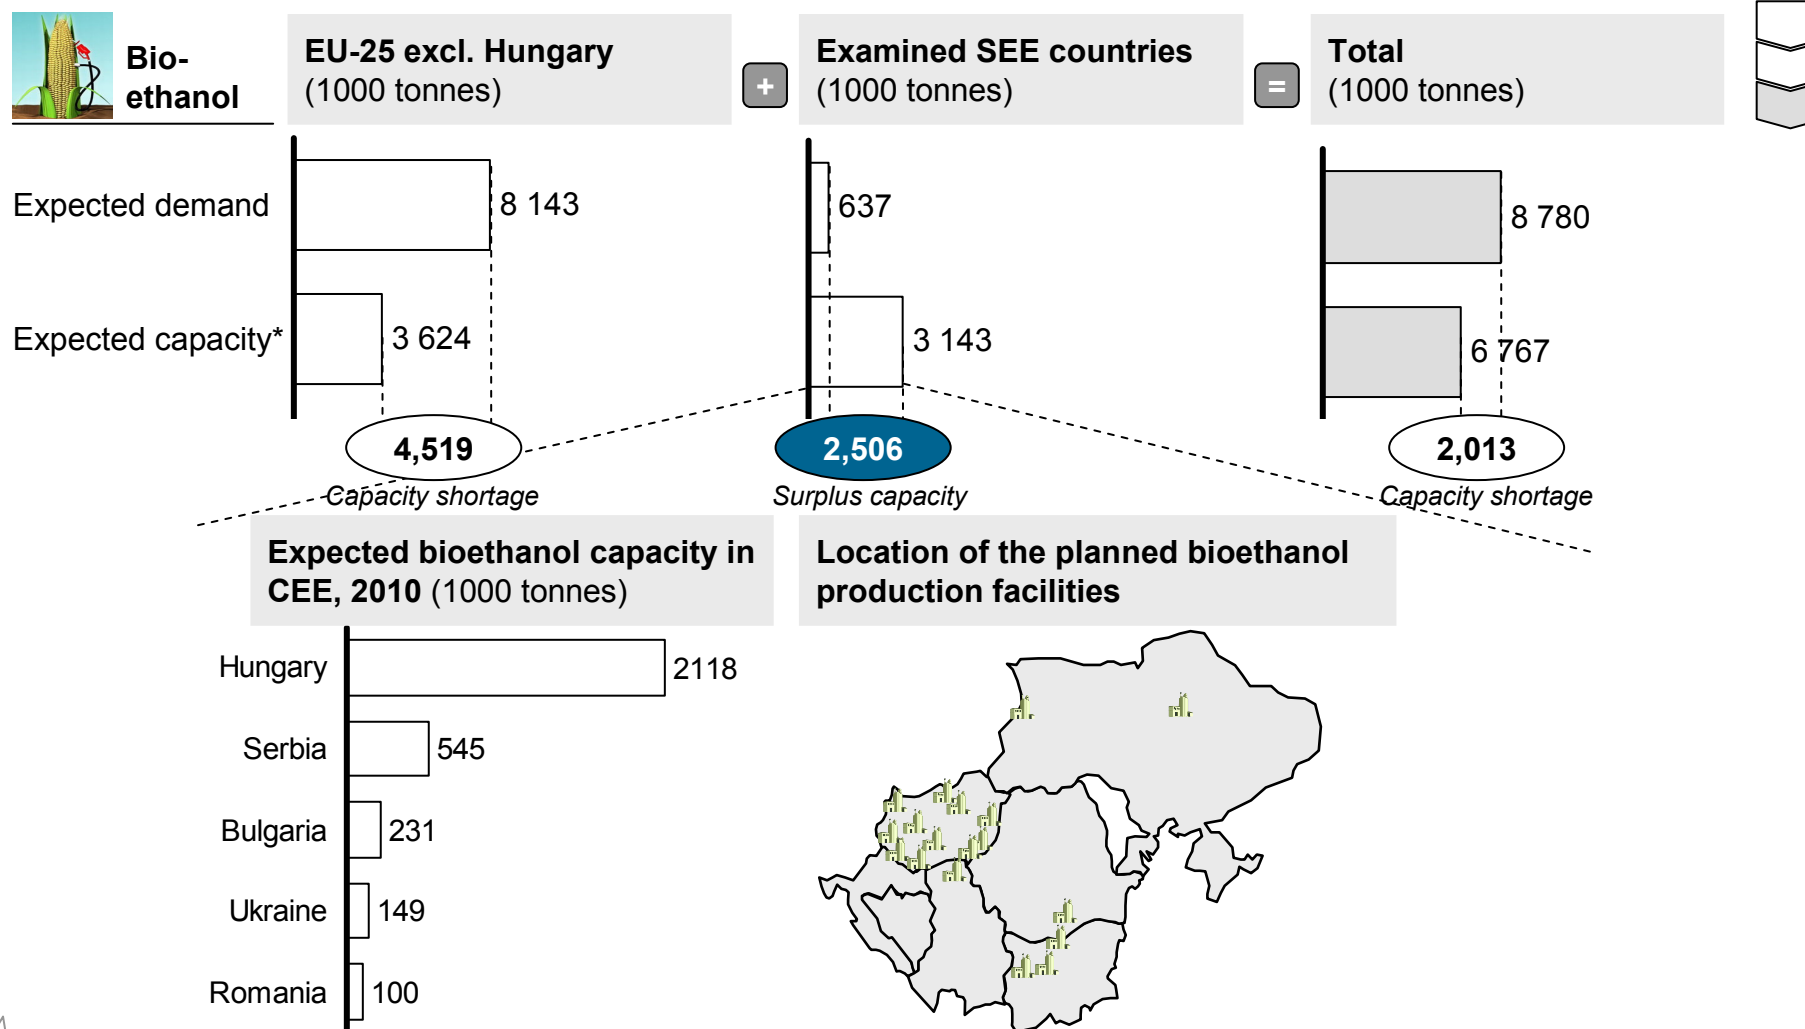 Bio-
ethanol
EU-25 excl. Hungary
(1000 tonnes)
+
Examined SEE countries
(1000 tonnes)
=
Total
(1000 tonnes)
Expected demand
8 143
637
8 780
Expected capacity*
3 624
3 143
6 767
4,519
2,506
2,013
Capacity shortage
Surplus capacity
Capacity shortage
Expected bioethanol capacity in
CEE, 2010 (1000 tonnes)
Location of the planned bioethanol
production facilities
Hungary
2118
Serbia
545
Bulgaria
231
Ukraine
149
Romania
100